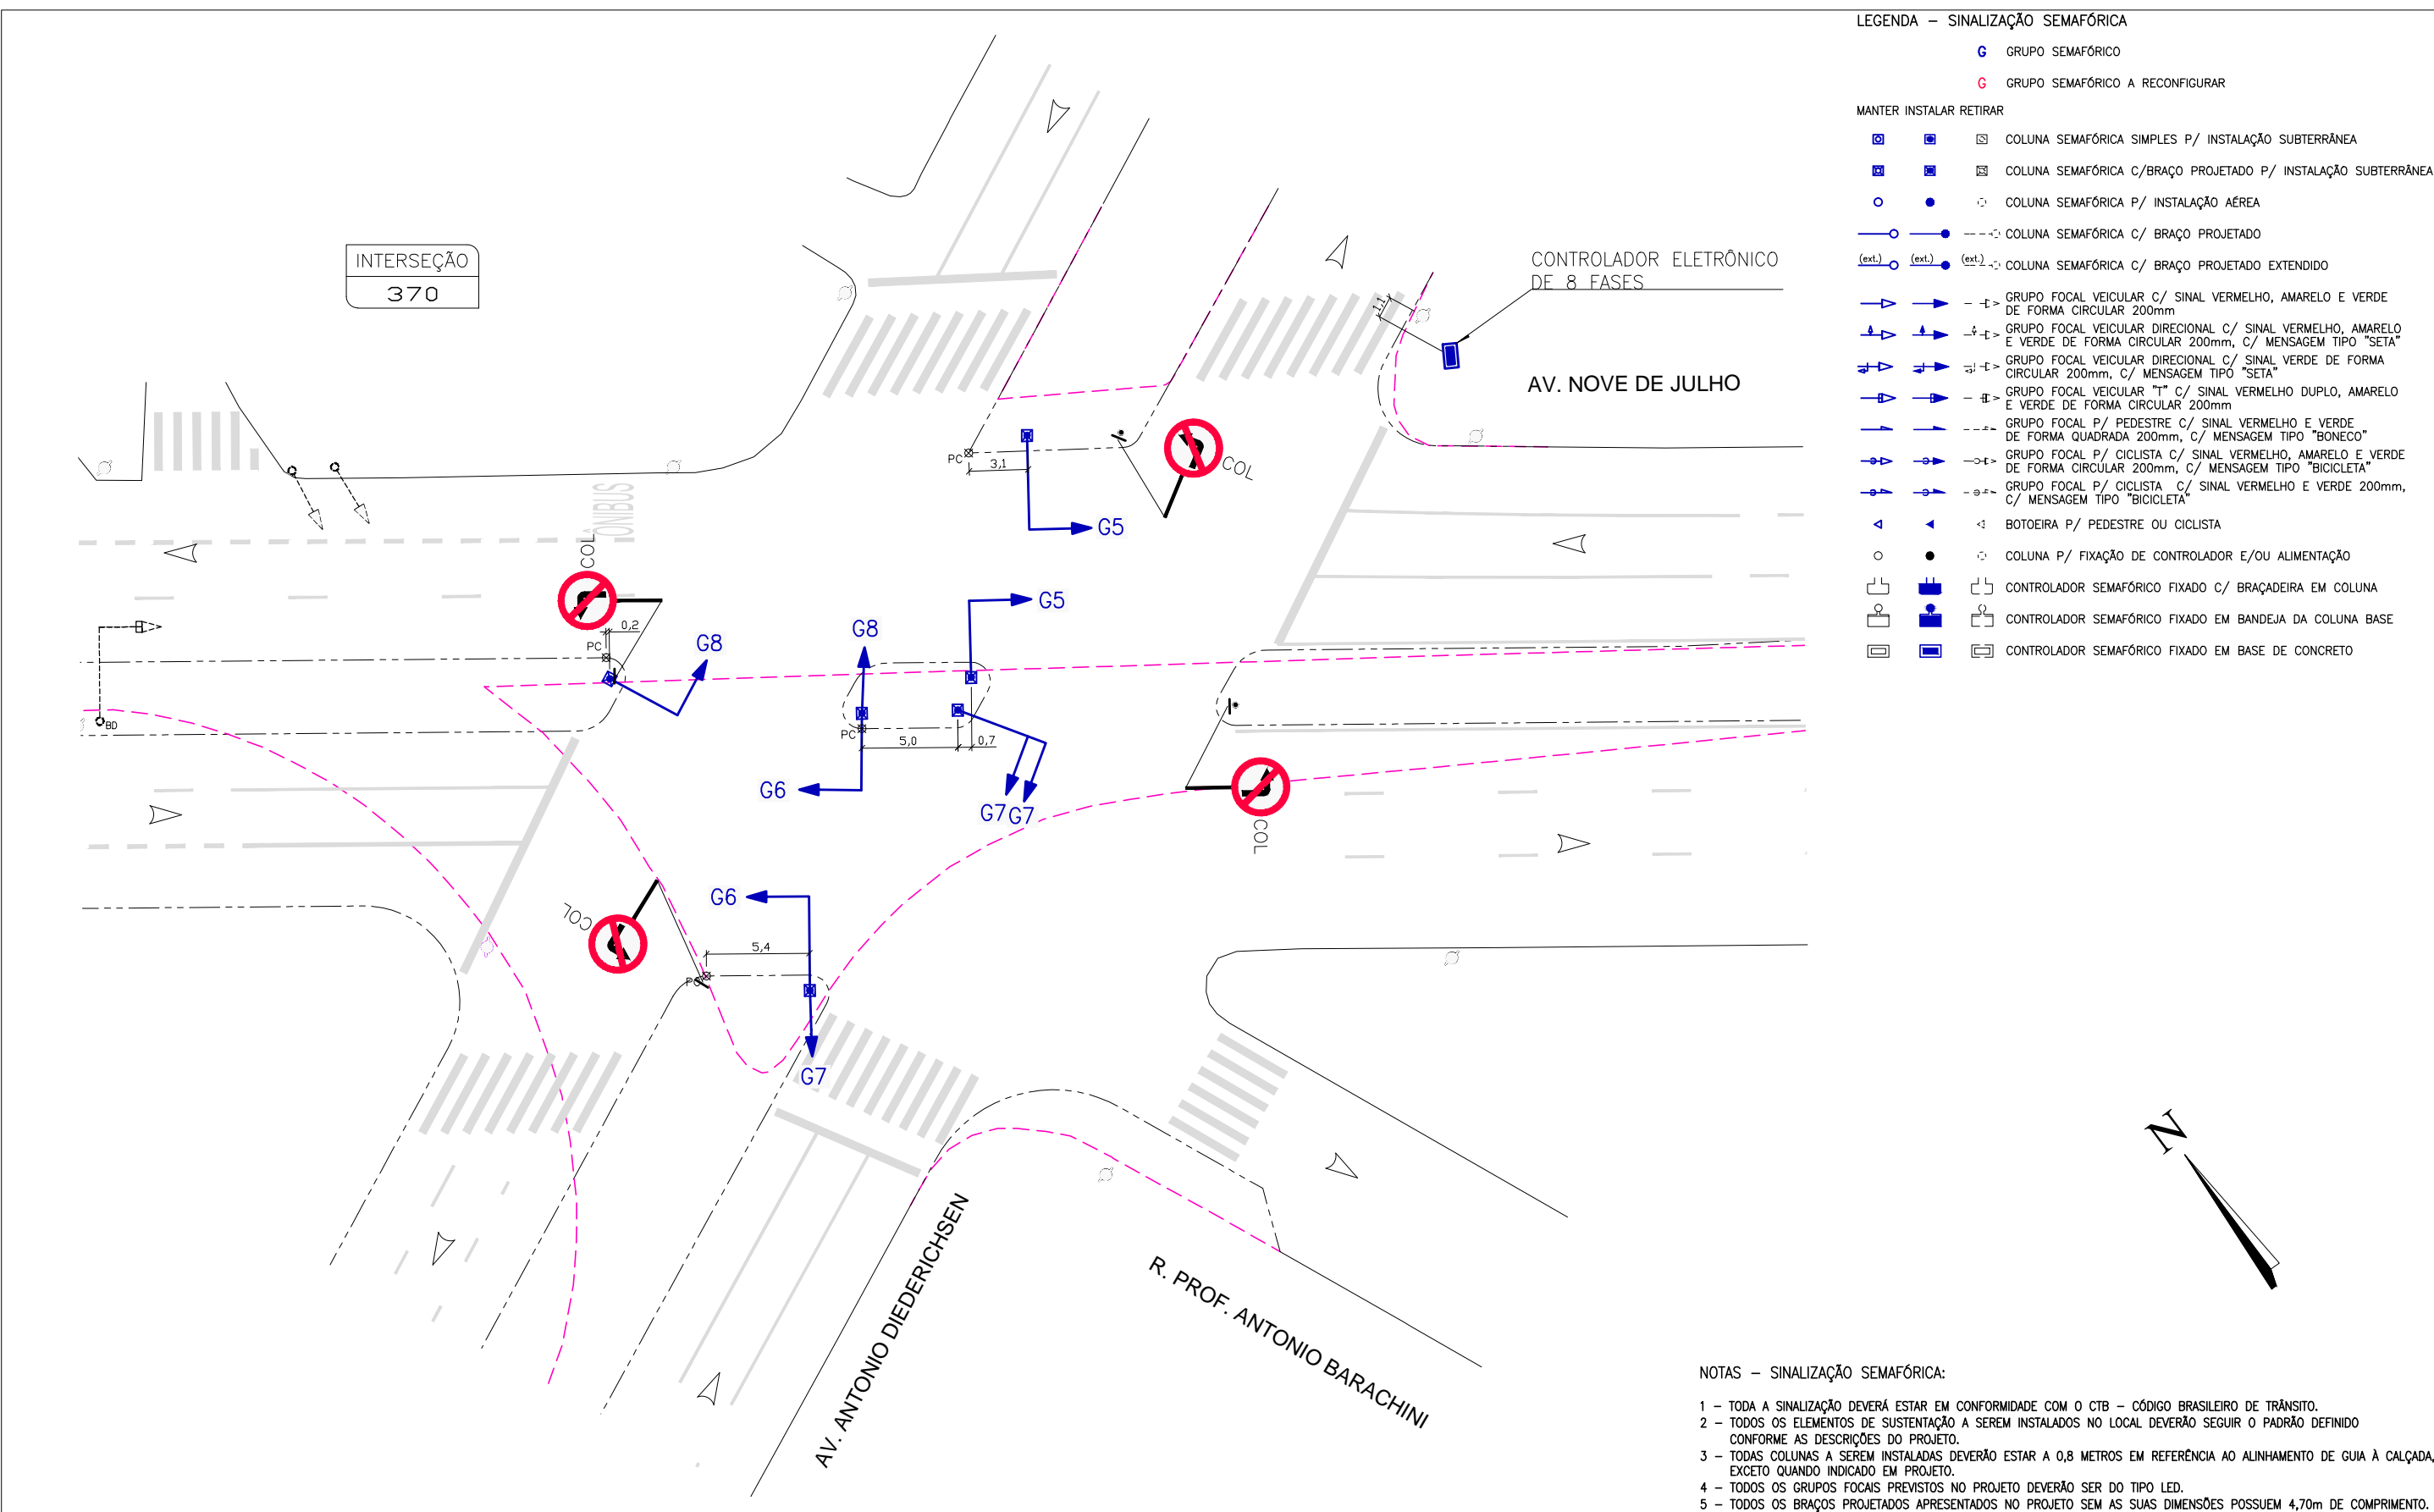 LEGENDA – SINALIZAÇÃO SEMAFÓRICA
G GRUPO SEMAFÓRICO
G GRUPO SEMAFÓRICO A RECONFIGURAR
MANTER INSTALAR RETIRAR
COLUNA SEMAFÓRICA SIMPLES P/ INSTALAÇÃO SUBTERRÂNEA
COLUNA SEMAFÓRICA C/BRAÇO PROJETADO P/ INSTALAÇÃO SUBTERRÂNEA
COLUNA SEMAFÓRICA P/ INSTALAÇÃO AÉREA
COLUNA SEMAFÓRICA C/ BRAÇO PROJETADO
(ext.) (ext.) (ext.) COLUNA SEMAFÓRICA C/ BRAÇO PROJETADO EXTENDIDO
GRUPO FOCAL VEICULAR C/ SINAL VERMELHO, AMARELO E VERDE
DE FORMA CIRCULAR 200mm
GRUPO FOCAL VEICULAR DIRECIONAL C/ SINAL VERMELHO, AMARELO
E VERDE DE FORMA CIRCULAR 200mm, C/ MENSAGEM TIPO "SETA"
GRUPO FOCAL VEICULAR DIRECIONAL C/ SINAL VERDE DE FORMA
CIRCULAR 200mm, C/ MENSAGEM TIPO "SETA"
GRUPO FOCAL VEICULAR "T" C/ SINAL VERMELHO DUPLO, AMARELO
E VERDE DE FORMA CIRCULAR 200mm
GRUPO FOCAL P/ PEDESTRE C/ SINAL VERMELHO E VERDE
DE FORMA QUADRADA 200mm, C/ MENSAGEM TIPO "BONECO"
GRUPO FOCAL P/ CICLISTA C/ SINAL VERMELHO, AMARELO E VERDE
DE FORMA CIRCULAR 200mm, C/ MENSAGEM TIPO "BICICLETA"
GRUPO FOCAL P/ CICLISTA C/ SINAL VERMELHO E VERDE 200mm,
C/ MENSAGEM TIPO "BICICLETA"
BOTOEIRA P/ PEDESTRE OU CICLISTA
COLUNA P/ FIXAÇÃO DE CONTROLADOR E/OU ALIMENTAÇÃO
CONTROLADOR SEMAFÓRICO FIXADO C/ BRAÇADEIRA EM COLUNA
CONTROLADOR SEMAFÓRICO FIXADO EM BANDEJA DA COLUNA BASE
CONTROLADOR SEMAFÓRICO FIXADO EM BASE DE CONCRETO
INTERSEÇÃO
370
CONTROLADOR ELETRÔNICO
DE 8 FASES
1,1
AV. NOVE DE JULHO
PC
3,1
COL
G5
ÔNIBUS
COL
G5
0,2
PC
G8
G8
BD
PC
5,0
0,7
G6
G7
G7
COL
G6
COL
5,4
PC
G7
AV. ANTONIO DIEDERICHSEN
R. PROF. ANTONIO BARACHINI
N
NOTAS – SINALIZAÇÃO SEMAFÓRICA:
1 – TODA A SINALIZAÇÃO DEVERÁ ESTAR EM CONFORMIDADE COM O CTB – CÓDIGO BRASILEIRO DE TRÂNSITO.
2 – TODOS OS ELEMENTOS DE SUSTENTAÇÃO A SEREM INSTALADOS NO LOCAL DEVERÃO SEGUIR O PADRÃO DEFINIDO
CONFORME AS DESCRIÇÕES DO PROJETO.
3 – TODAS COLUNAS A SEREM INSTALADAS DEVERÃO ESTAR A 0,8 METROS EM REFERÊNCIA AO ALINHAMENTO DE GUIA À CALÇADA,
EXCETO QUANDO INDICADO EM PROJETO.
4 – TODOS OS GRUPOS FOCAIS PREVISTOS NO PROJETO DEVERÃO SER DO TIPO LED.
5 – TODOS OS BRAÇOS PROJETADOS APRESENTADOS NO PROJETO SEM AS SUAS DIMENSÕES POSSUEM 4,70m DE COMPRIMENTO.